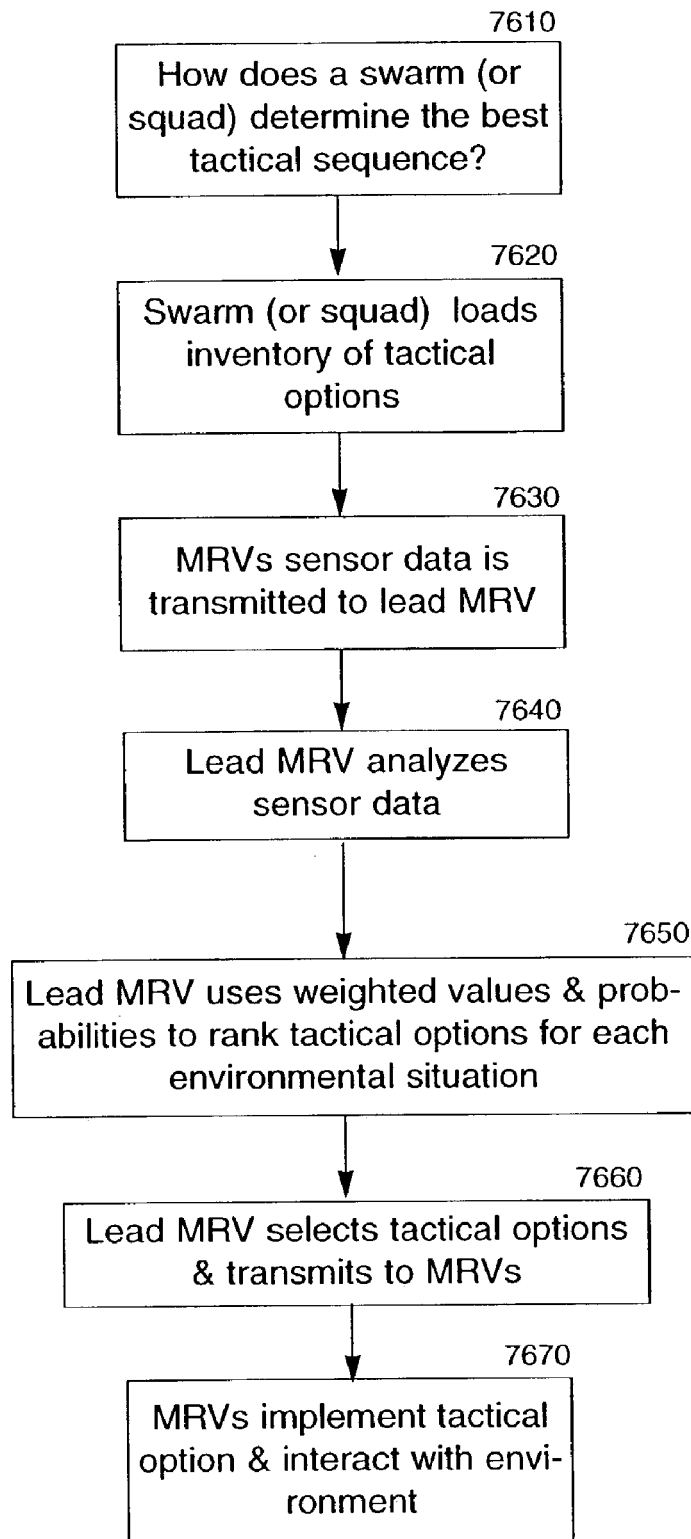 7610
How does a swarm (or
squad) determine the best
tactical sequence?
7620
Swarm (or squad) loads
inventory of tactical
options
7630
MRVs sensor data is
transmitted to lead MRV
7640
Lead MRV analyzes
sensor data
7650
Lead MRV uses weighted values & prob-
abilities to rank tactical options for each
environmental situation
7660
Lead MRV selects tactical options
& transmits to MRVs
7670
MRVs implement tactical
option & interact with envi-
ronment